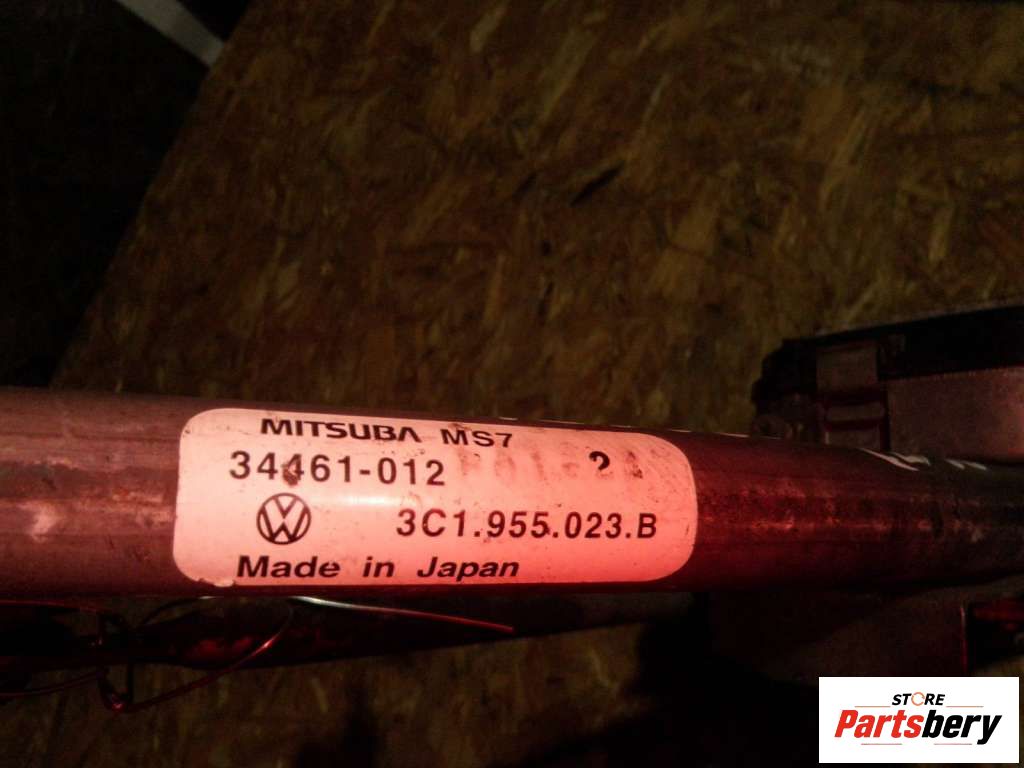 MITSUBA MS7
34461-012
3C1.955.023.B
Made in Japan
STORE
Partsbery